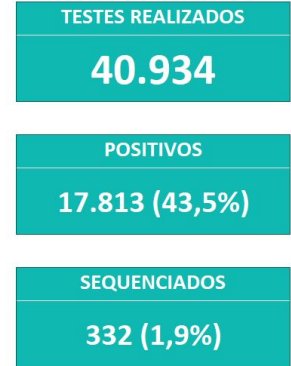 TESTES REALIZADOS
40.934
POSITIVOS
17.813 (43,5%)
SEQUENCIADOS
332 (1,9%)